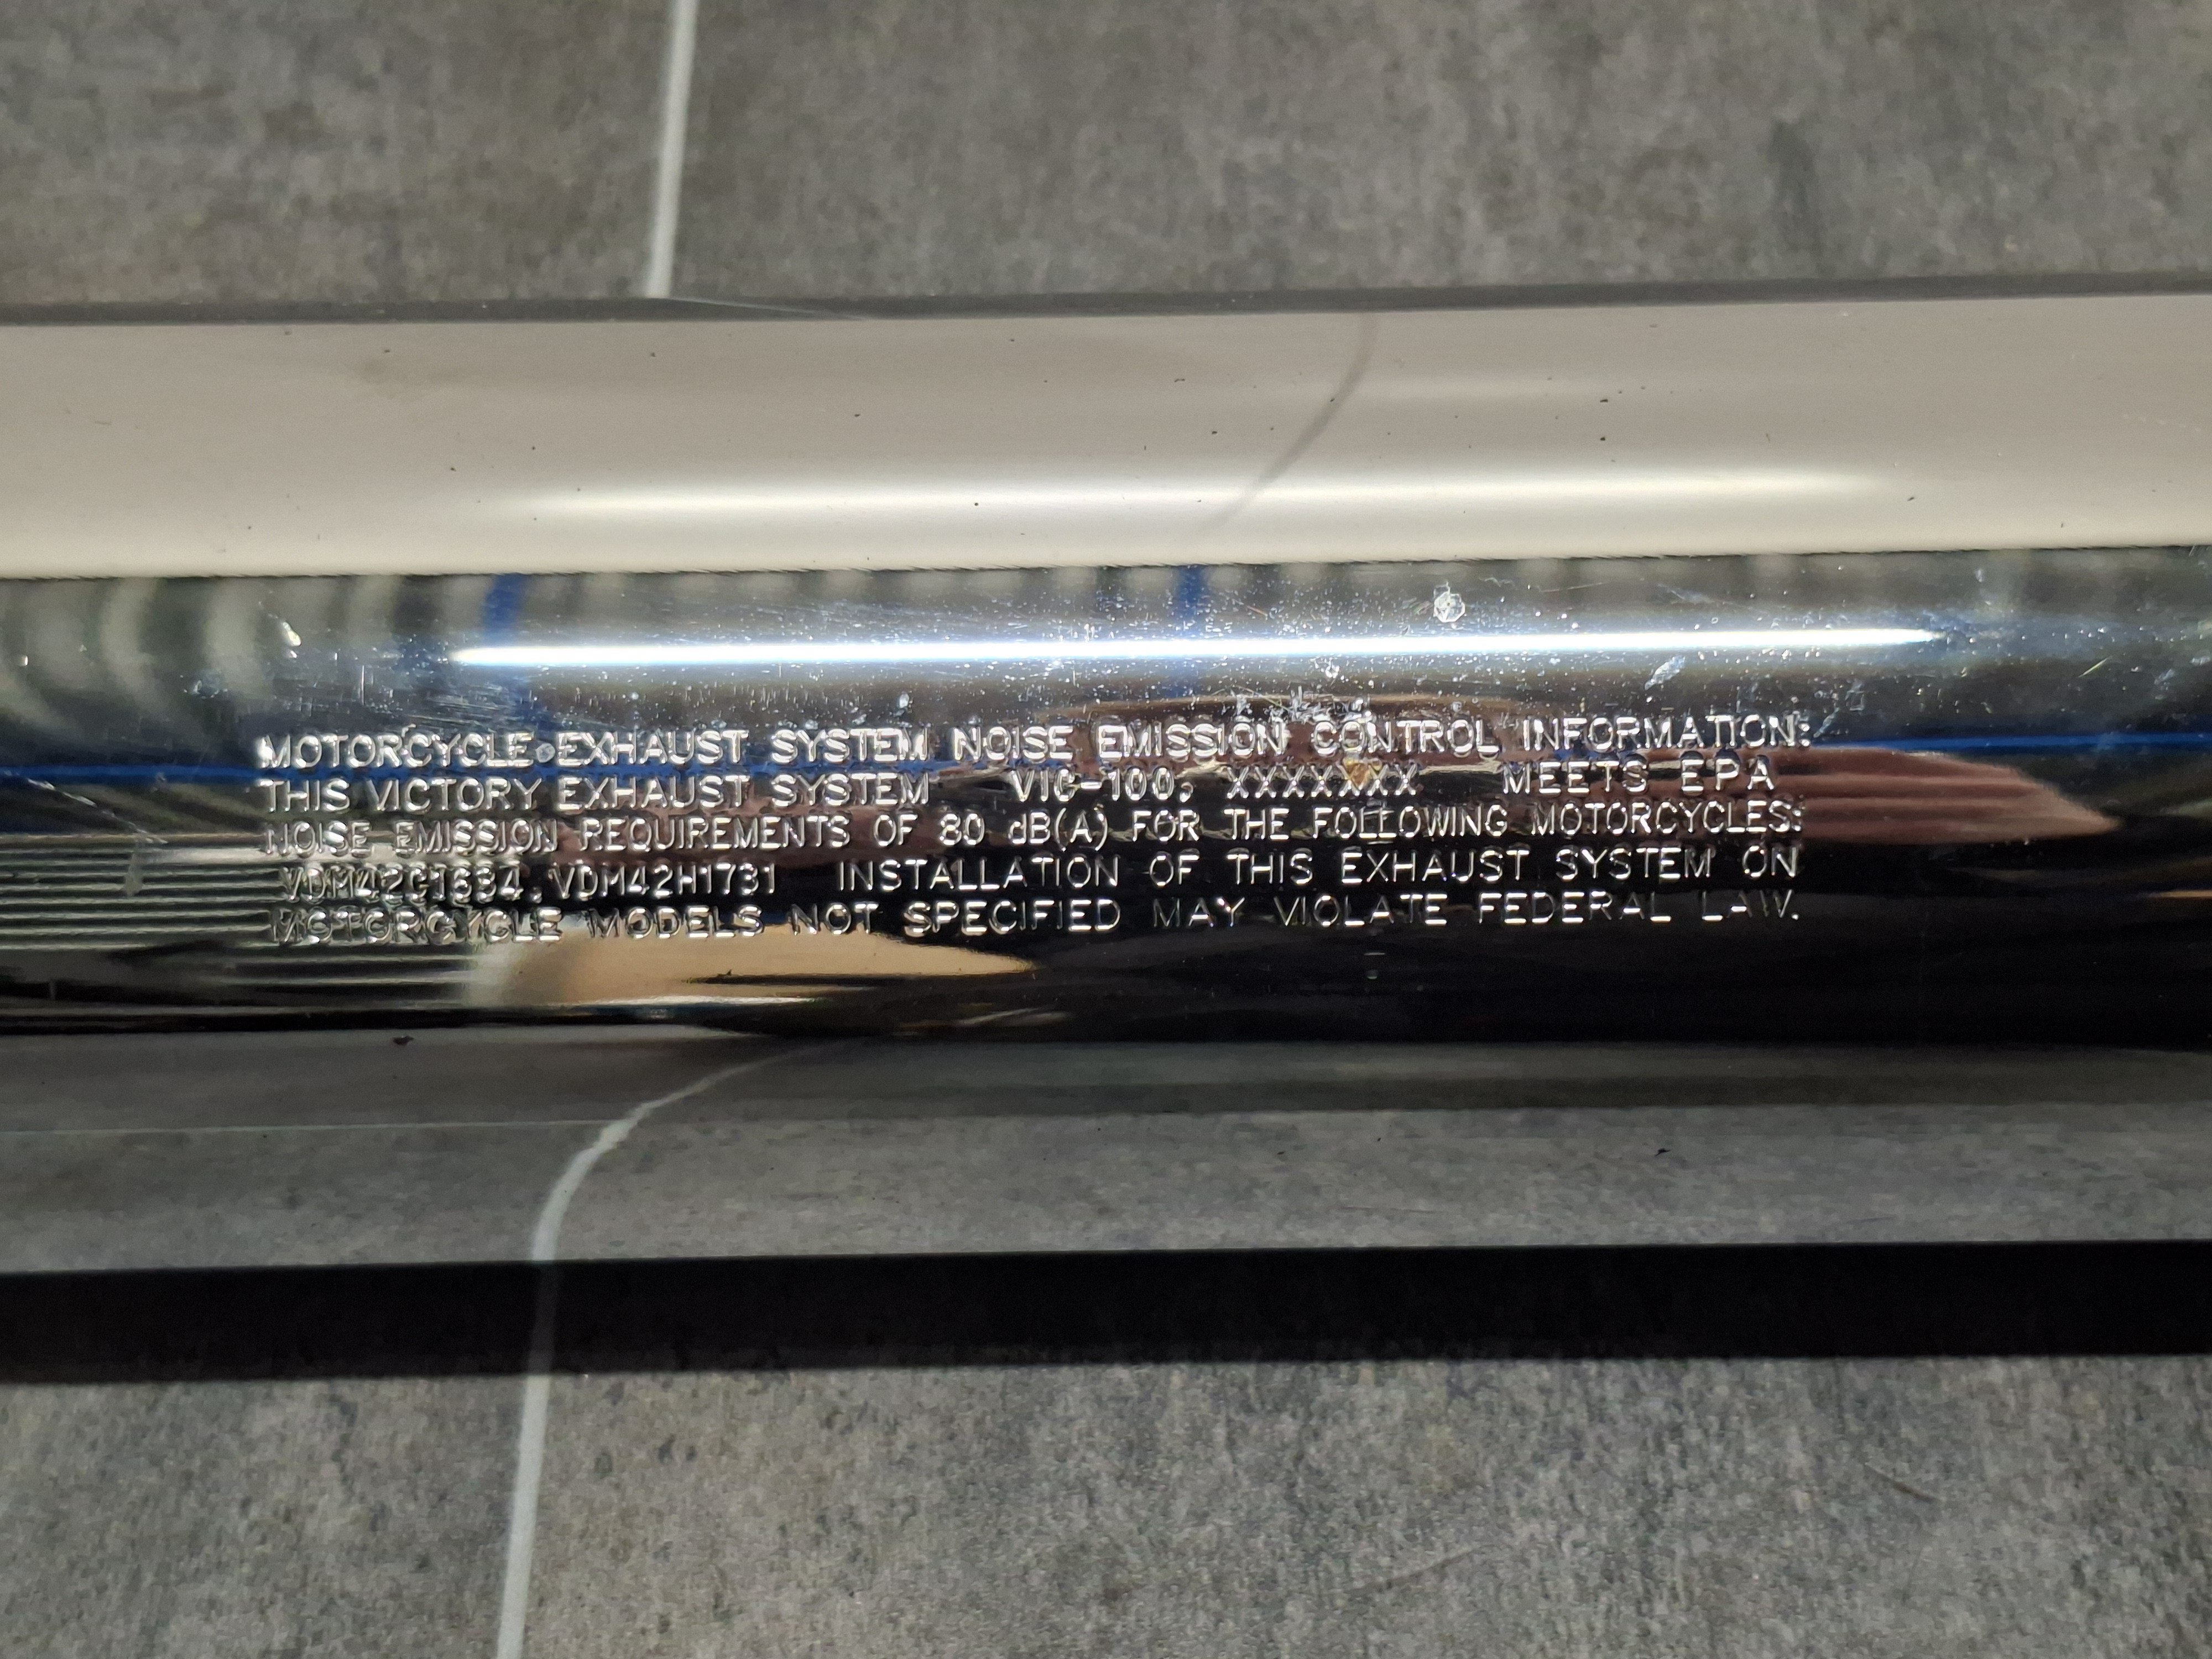 MOTORCYCLE EXHAUST SYSTEM NOISE EMISSION CONTROL INFORMATION:
THIS VICTORY EXHAUST SYSTEM VIC-100, XXXXXXX MEETS EPA
NOISE EMISSION REQUIREMENTS OF 80 dB(A) FOR THE FOLLOWING MOTORCYCLES:
VDM42G1634, VDM42H1731 INSTALLATION OF THIS EXHAUST SYSTEM ON
MOTORCYCLE MODELS NOT SPECIFIED MAY VIOLATE FEDERAL LAW.